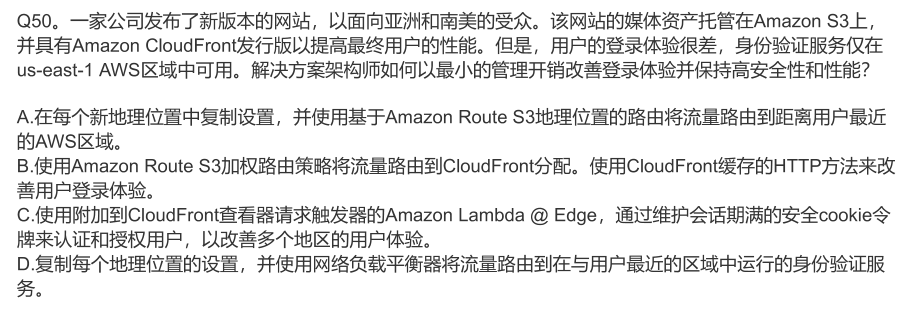 Q50。一家公司发布了新版本的网站，以面向亚洲和南美的受众。该网站的媒体资产托管在Amazon S3上，
并具有Amazon CloudFront发行版以提高最终用户的性能。但是，用户的登录体验很差，身份验证服务仅在
us-east-1 AWS区域中可用。解决方案架构师如何以最小的管理开销改善登录体验并保持高安全性和性能？
A.在每个新地理位置中复制设置，并使用基于Amazon Route S3地理位置的路由将流量路由到距离用户最近
的AWS区域。
B.使用Amazon Route S3加权路由策略将流量路由到CloudFront分配。使用CloudFront缓存的HTTP方法来改
善用户登录体验。
C.使用附加到CloudFront查看器请求触发器的Amazon Lambda @ Edge，通过维护会话期满的安全cookie令
牌来认证和授权用户，以改善多个地区的用户体验。
D.复制每个地理位置的设置，并使用网络负载平衡器将流量路由到在与用户最近的区域中运行的身份验证服
务。